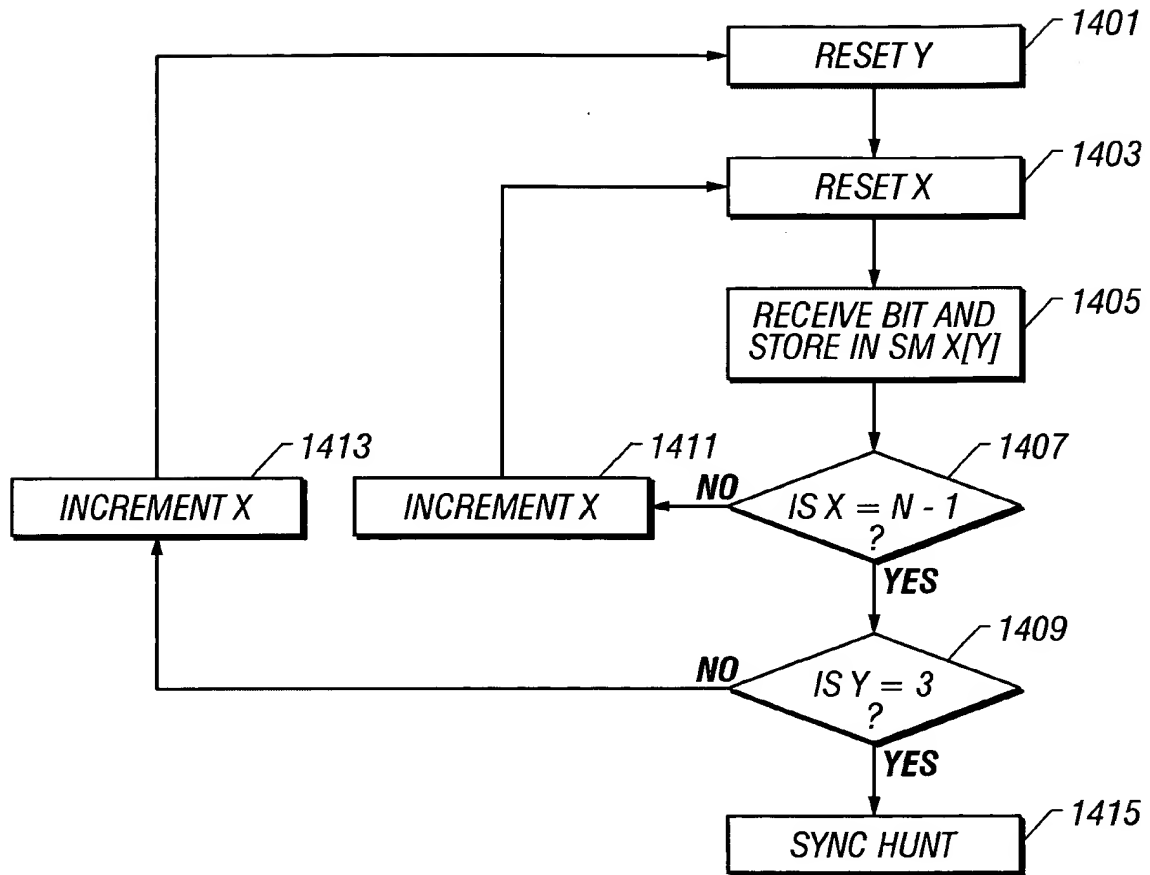 1401
RESET Y
1403
RESET X
1405
RECEIVE BIT AND
STORE IN SM X[Y]
1413
INCREMENT X
1411
INCREMENT X
1407
NO
IS X = N - 1
?
YES
1409
NO
IS Y = 3
?
YES
1415
SYNC HUNT